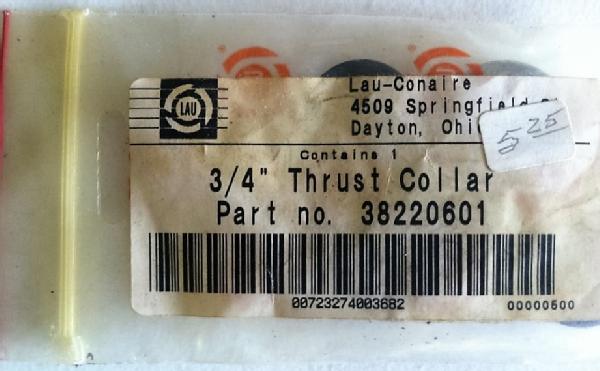 LAU
Lau-Conaire
4509 Springfield
Dayton, Ohio
5 25
Contains 1
3/4" Thrust Collar
Part no. 38220601
00723274003682
00000500